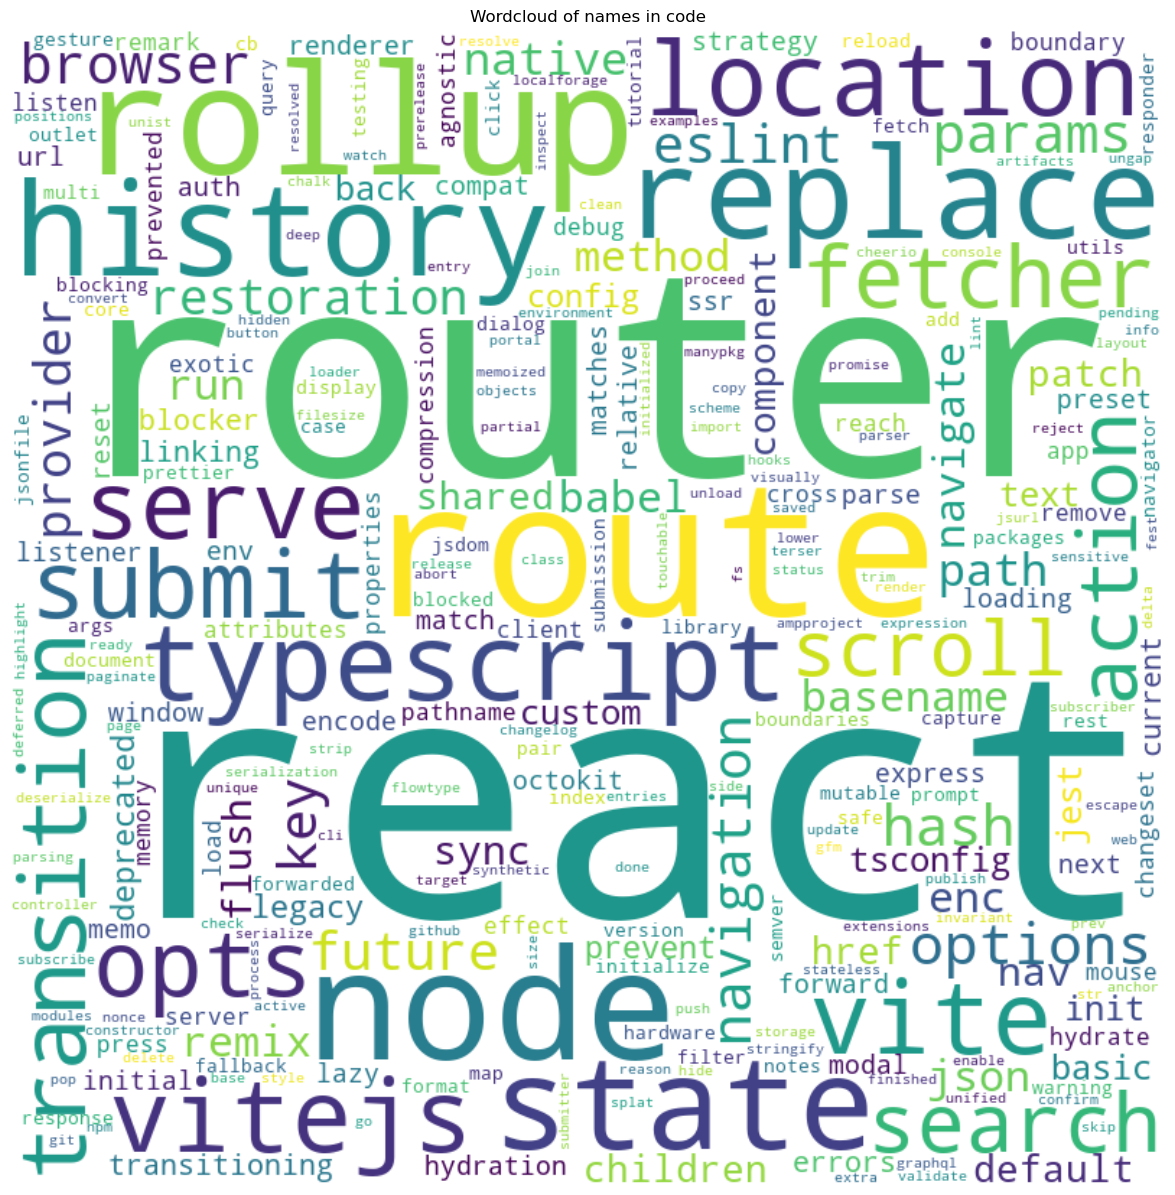 Wordcloud of names in code
gesture
remark
cb
renderer
agnostic
native
resolve
localforage
tutorial
strategy
reload
boundary
browser
rollup
location
listen
positions
outlet
unist
query
resolved
testing
watch
prerelease
click
inspect
examples
fetch
params
responder
artifacts
ungap
url
prevented
auth
multi
chalk
back
compat
clean
debug
eslint
replace
history
deep
entry
join
method
component
cheerio
console
utils
fetcher
blocking
convert
core
restoration
config
environment
proceed
ssr
add
lint
pending
info
layout
provider
hidden
button
exotic
run
loader
display
filesize
case
compression
dialog
portal
memoized
objects
partial
matches
relative
initialized
manypkg
copy
scheme
import
promise
reach
parser
navigate
patch
preset
reject
app
action
navigator
router
reset
blocker
linking
prettier
jsonfile
hooks
visually
serve
shared
babel
unload
cross
saved
parse
text
jsurl
remove
packages
sensitive
fest
listener
env
properties
jsdom
release
abort
class
submission
touchable
fs
lower
terser
status
trim
render
submit
route
path
loading
blocked
args
ready
document
paginate
attributes
match
client
library
ampproject
expression
delta
highlight
deferred
typescript
scroll
current
transition
window
page
encode
pathname
custom
changelog
basename
boundaries
capture
subscriber
rest
deprecated
memory
strip
serialization
unique
flush
key
cli
flowtype
pair
octokit
index
entries
side
navigation
express
mutable
prompt
safe
update
gfm
jest
escape
web
changeset
react
deserialize
parsing
controller
load
sync
target
synthetic
done
hash
tsconfig
next
publish
enc
forwarded
legacy
memo
check
serialize
github
effect
version
semver
extensions
invariant
prev
subscribe
opts
process
future
size
prevent
initialize
href
stateless
forward
options
nav
mouse
str
anchor
modules
nonce
constructor
active
press
server
node
push
hardware
storage
stringify
vite
init
hydrate
delete
remix
fallback
lazy
format
map
reason
filter
hide
notes
modal
finished
enable
unified
json
warning
basic
confirm
pop
initial
base
style
response
git
npm
vitejs
go
submitter
splat
state
search
skip
transitioning
hydration
children
errors
extra
graphql
validate
default